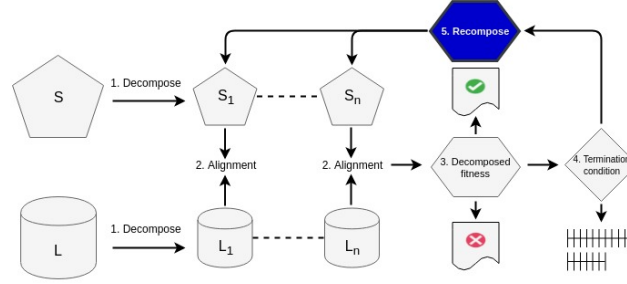 5. Recompose
S
1. Decompose
S1
Sn
2. Alignment
2. Alignment
3. Decomposed
fitness
4. Termination
condition
L
1. Decompose
L1
Ln